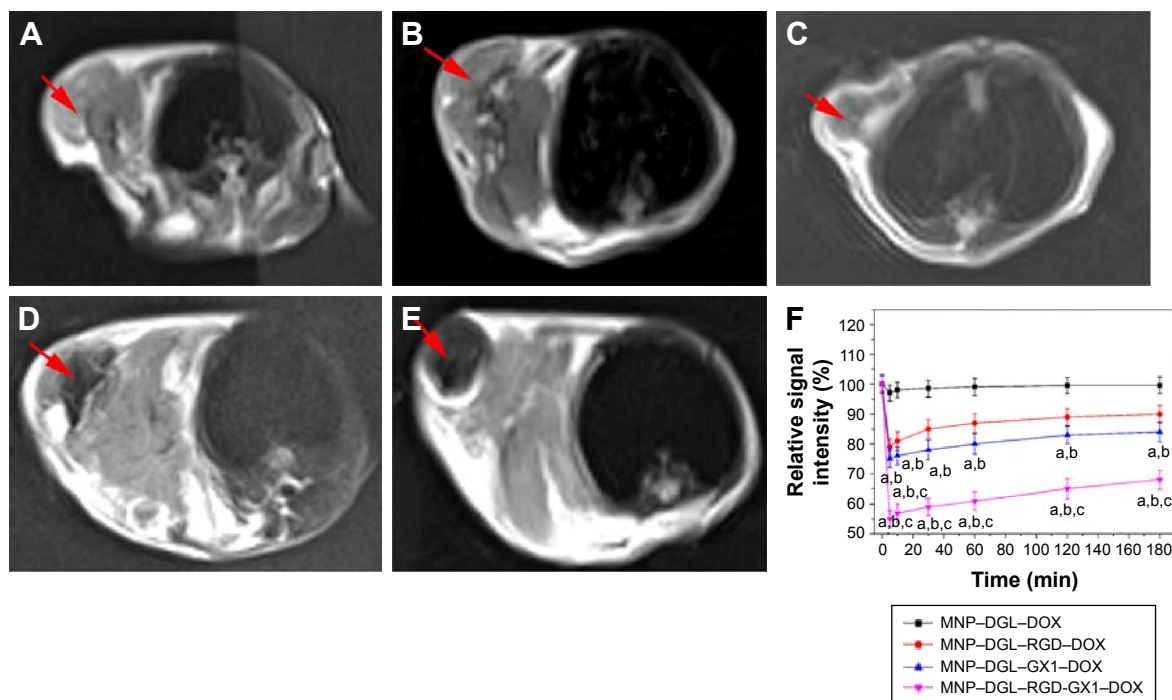 A
B
C
D
E
F
Relative signal
intensity (%)
120
110
100
90
80
70
60
50
a,b
a,b
a,b
a,b
a,b
a,b
a,b,c
a,b,c
a,b,c
a,b,c
a,b,c
a,b,c
0 20 40 60 80 100 120 140 160 180
Time (min)
MNP–DGL–DOX
MNP–DGL–RGD–DOX
MNP–DGL–GX1–DOX
MNP–DGL–RGD-GX1–DOX